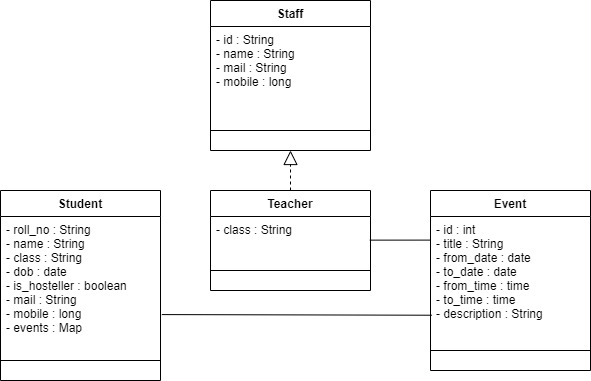 Staff
- id : String
- name : String
- mail : String
- mobile : long
Student
- roll_no : String
- name : String
- class : String
- dob : date
- is_hosteller : boolean
- mail : String
- mobile : long
- events : Map
Teacher
- class : String
Event
- id : int
- title : String
- from_date : date
- to_date : date
- from_time : time
- to_time : time
- description : String